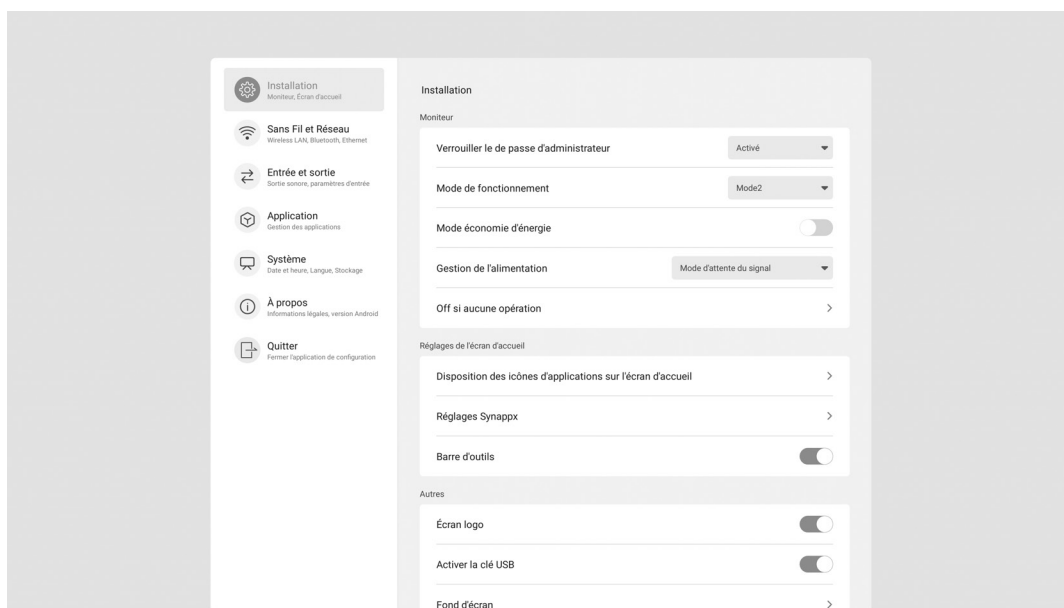 Installation
Moniteur, Écran d'accueil
Sans Fil et Réseau
Wireless LAN, Bluetooth, Ethernet
Entrée et sortie
Sortie sonore, paramètres d'entrée
Application
Gestion des applications
Système
Date et heure, Langue, Stockage
À propos
Informations légales, version Android
Quitter
Fermer l'application de configuration
Installation
Moniteur
Verrouiller le de passe d'administrateur
Activé
Mode de fonctionnement
Mode2
Mode économie d'énergie
Gestion de l'alimentation
Mode d'attente du signal
Off si aucune opération
Réglages de l'écran d'accueil
Disposition des icônes d'applications sur l'écran d'accueil
Réglages Synappx
Barre d'outils
Autres
Écran logo
Activer la clé USB
Fond d'écran